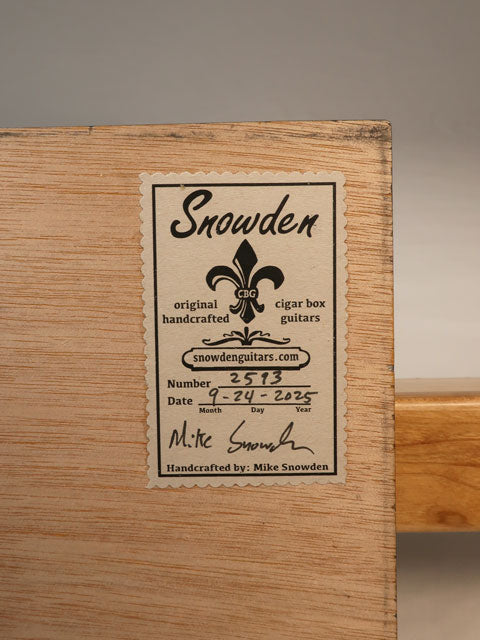 Snowden
CBG
original handcrafted
cigar box guitars
snowdenguitars.com
Number 2593
Date 9-24-2025
Month Day Year
Mike Snowden
Handcrafted by: Mike Snowden